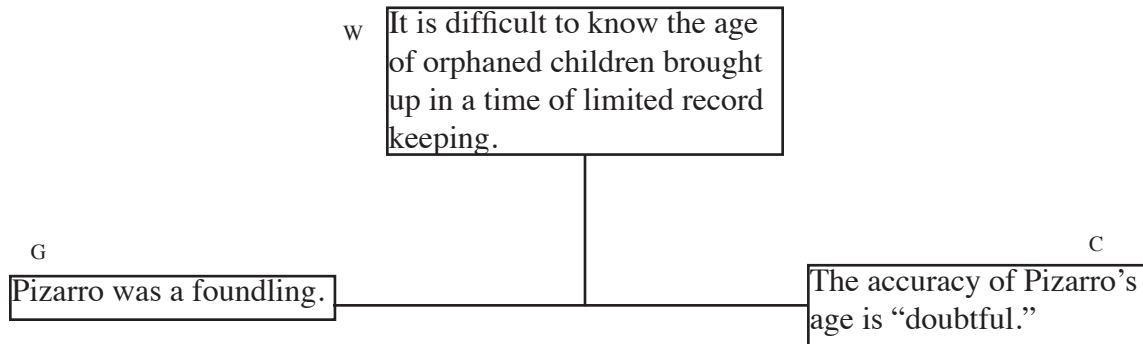 W
It is difficult to know the age
of orphaned children brought
up in a time of limited record
keeping.
G
Pizarro was a foundling.
C
The accuracy of Pizarro’s
age is “doubtful.”